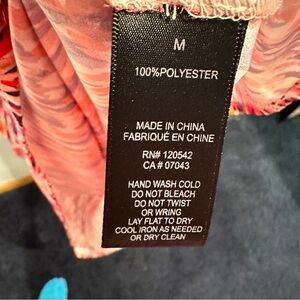 M
100%POLYESTER
MADE IN CHINA
FABRIQUÉ EN CHINE
RN# 120542
CA # 07043
HAND WASH COLD
DO NOT BLEACH
DO NOT TWIST
OR WRING
LAY FLAT TO DRY
COOL IRON AS NEEDED
OR DRY CLEAN